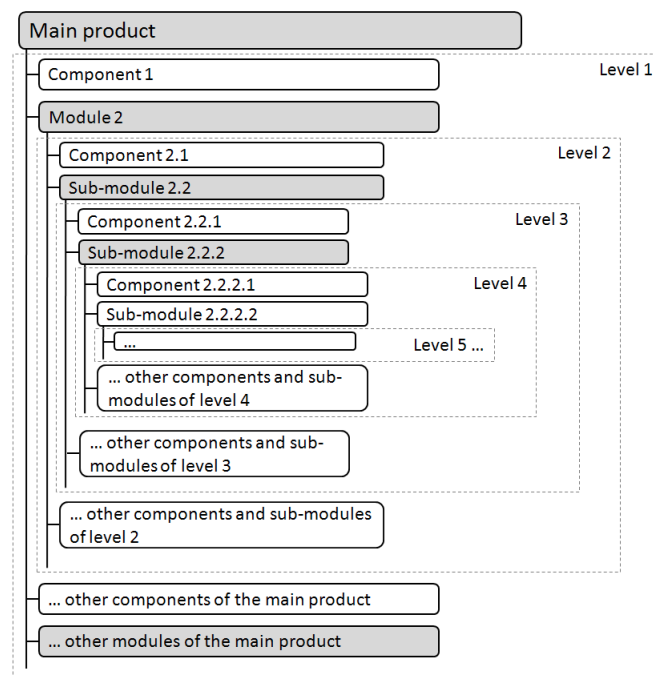 Main product
Level 1
Component 1
Module 2
Level 2
Component 2.1
Sub-module 2.2
Level 3
Component 2.2.1
Sub-module 2.2.2
Level 4
Component 2.2.2.1
Sub-module 2.2.2.2
...
Level 5 ...
... other components and sub-
modules of level 4
... other components and sub-
modules of level 3
... other components and sub-modules
of level 2
... other components of the main product
... other modules of the main product